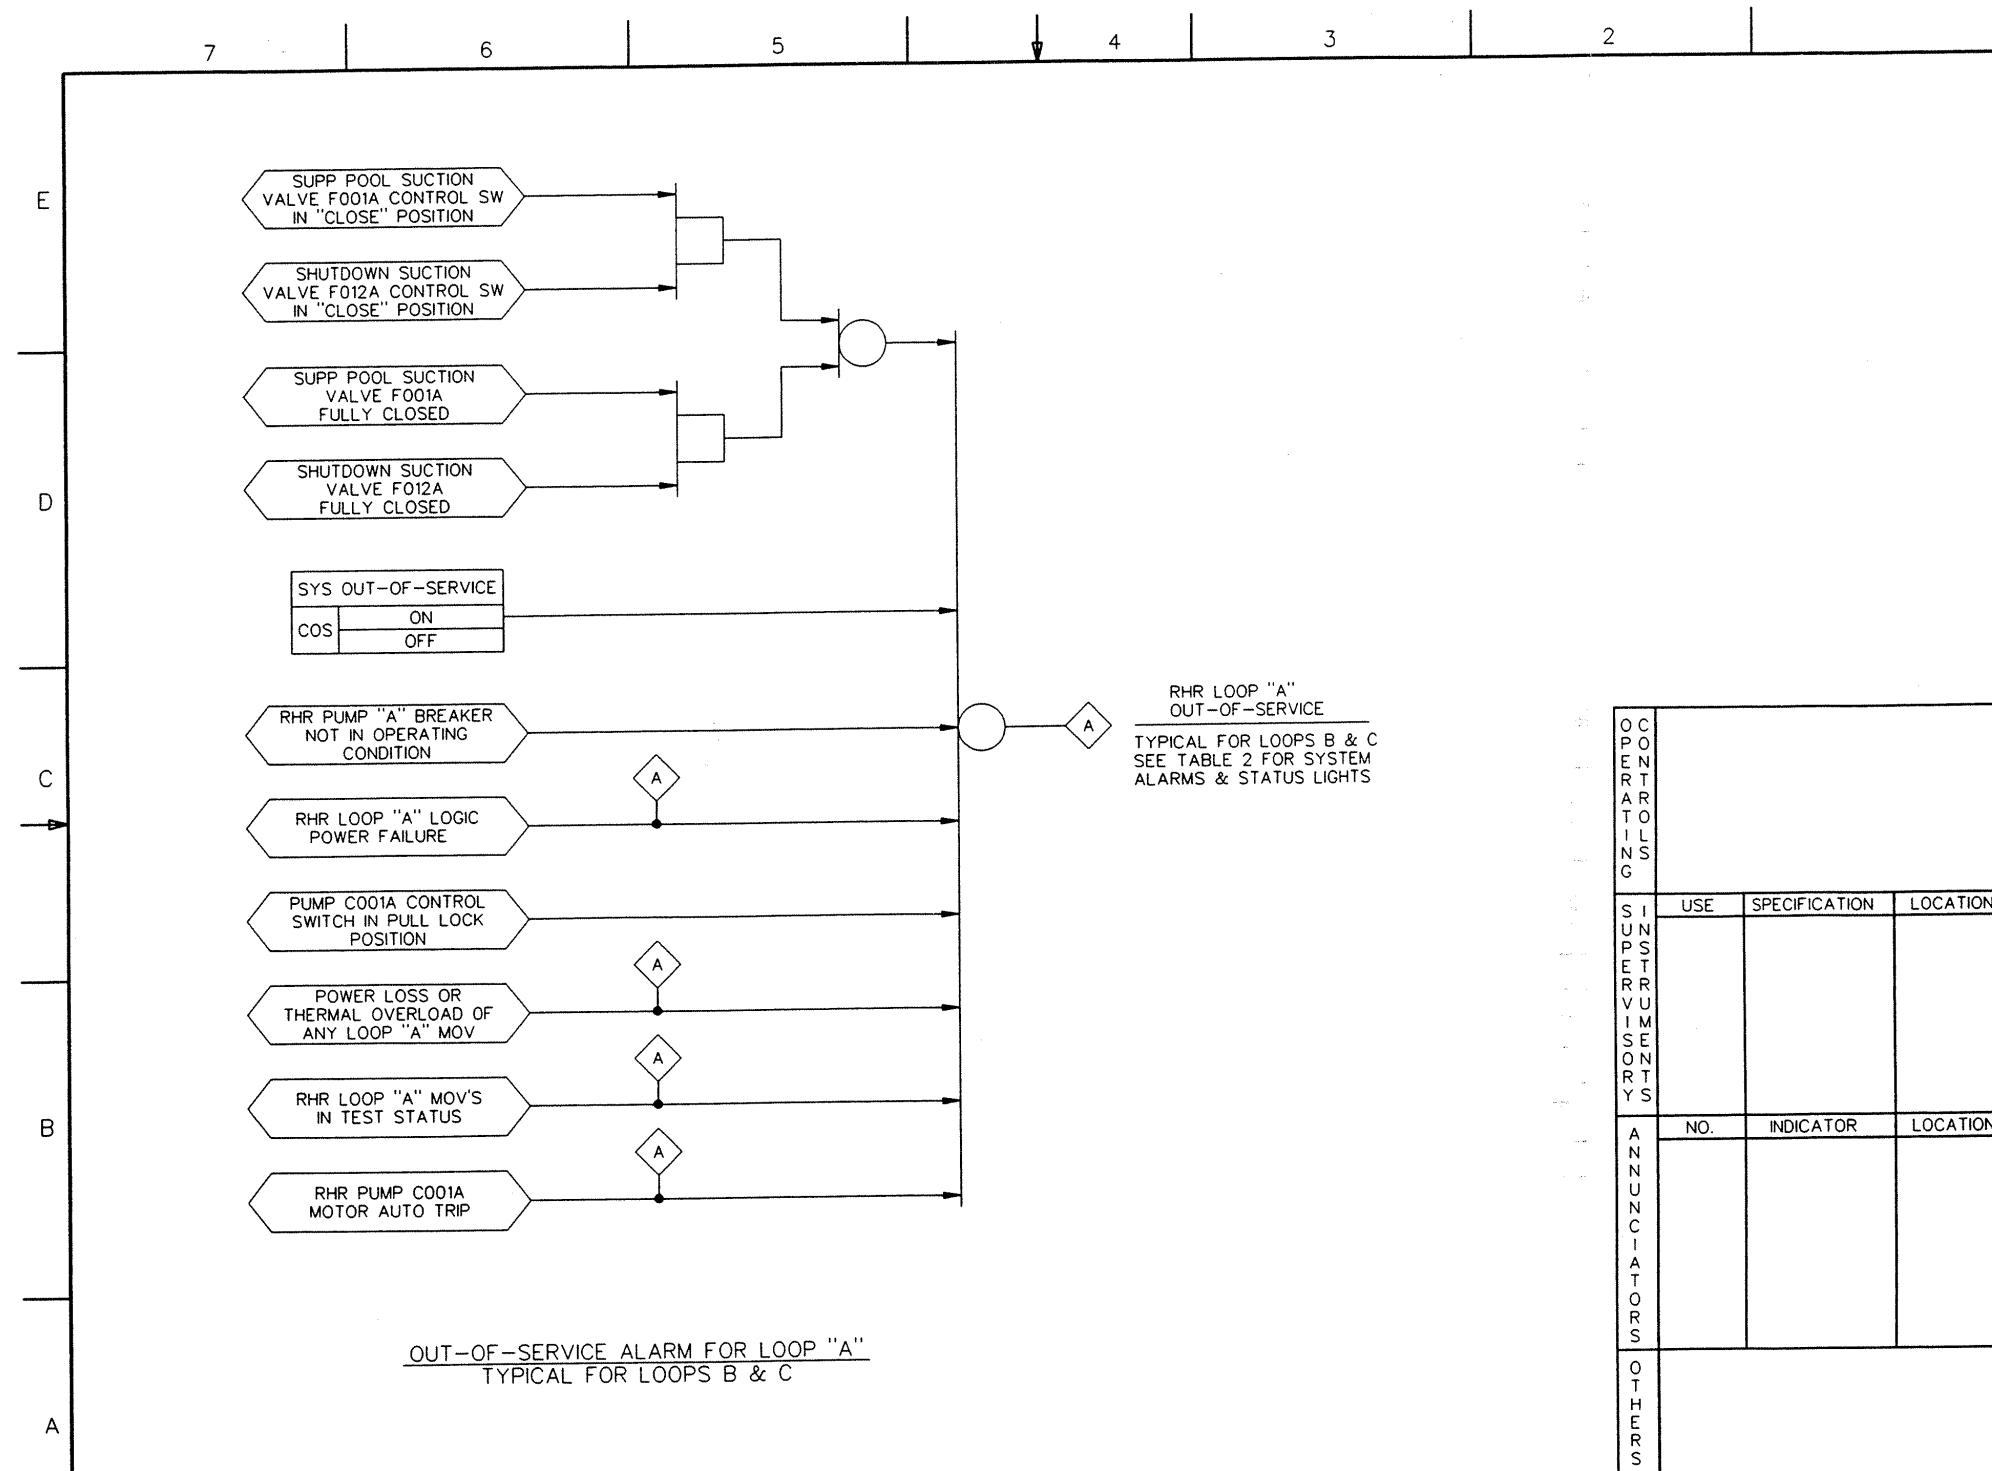 7 6 5 4 3 2
E
SUPP POOL SUCTION
VALVE F001A CONTROL SW
IN "CLOSE" POSITION
SHUTDOWN SUCTION
VALVE F012A CONTROL SW
IN "CLOSE" POSITION
SUPP POOL SUCTION
VALVE F001A
FULLY CLOSED
D
SHUTDOWN SUCTION
VALVE F012A
FULLY CLOSED
SYS OUT-OF-SERVICE
COS
ON
OFF
RHR PUMP "A" BREAKER
NOT IN OPERATING
CONDITION
A
RHR LOOP "A"
OUT-OF-SERVICE
TYPICAL FOR LOOPS B & C
SEE TABLE 2 FOR SYSTEM
ALARMS & STATUS LIGHTS
C
A
RHR LOOP "A" LOGIC
POWER FAILURE
PUMP C001A CONTROL
SWITCH IN PULL LOCK
POSITION
A
POWER LOSS OR
THERMAL OVERLOAD OF
ANY LOOP "A" MOV
A
RHR LOOP "A" MOV'S
IN TEST STATUS
B
A
RHR PUMP C001A
MOTOR AUTO TRIP
OUT-OF-SERVICE ALARM FOR LOOP "A"
TYPICAL FOR LOOPS B & C
A
OPERATING
CONTROLS
SUPERVISORY
INSTRUMENTS
USE SPECIFICATION LOCATION
ANNUNCIATORS
NO. INDICATOR LOCATION
OTHERS